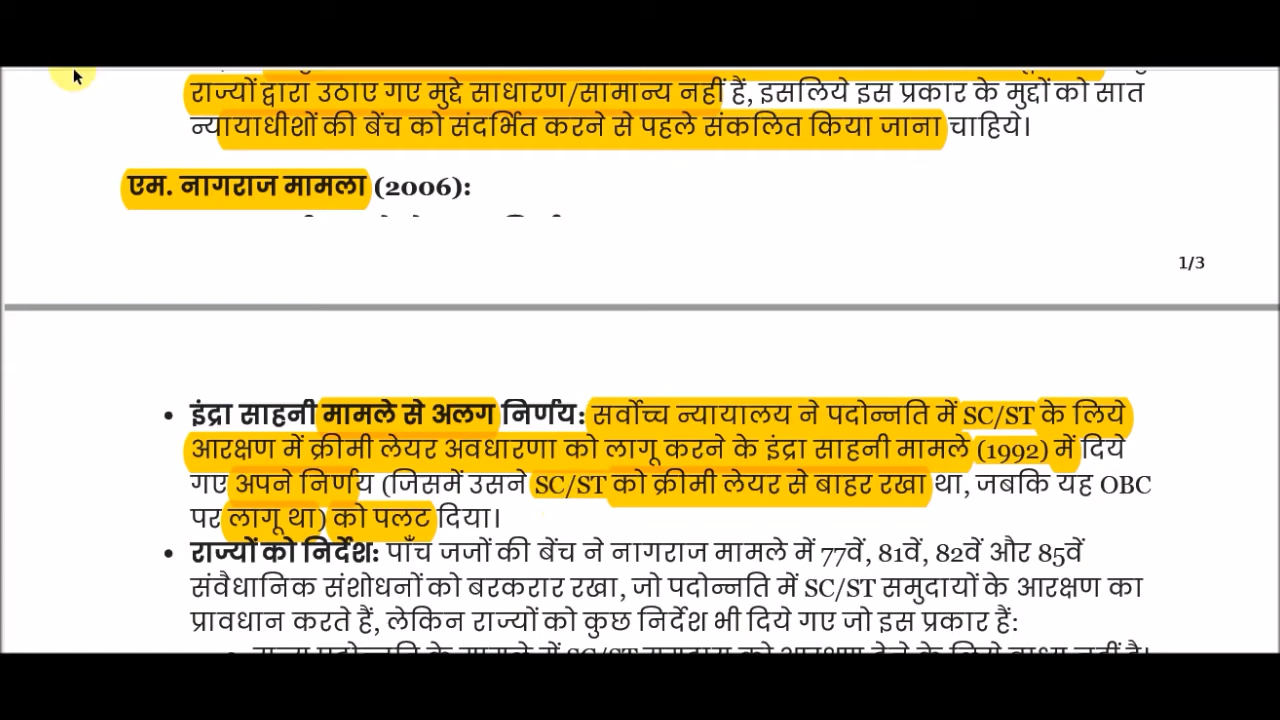 राज्यों द्वारा उठाए गए मुद्दे साधारण/सामान्य नहीं हैं, इसलिये इस प्रकार के मुद्दों को सात
न्यायाधीशों की बेंच को संदर्भित करने से पहले संकलित किया जाना चाहिये।
एम. नागराज मामला (2006):
1/3
• इंद्रा साहनी मामले से अलग निर्णय: सर्वोच्च न्यायालय ने पदोन्नति में SC/ST के लिये
आरक्षण में क्रीमी लेयर अवधारणा को लागू करने के इंद्रा साहनी मामले (1992) में दिये
गए अपने निर्णय (जिसमें उसने SC/ST को क्रीमी लेयर से बाहर रखा था, जबकि यह OBC
पर लागू था) को पलट दिया।
• राज्यों को निर्देश: पाँच जजों की बेंच ने नागराज मामले में 77वें, 81वें, 82वें और 85वें
संवैधानिक संशोधनों को बरकरार रखा, जो पदोन्नति में SC/ST समुदायों के आरक्षण का
प्रावधान करते हैं, लेकिन राज्यों को कुछ निर्देश भी दिये गए जो इस प्रकार हैं: